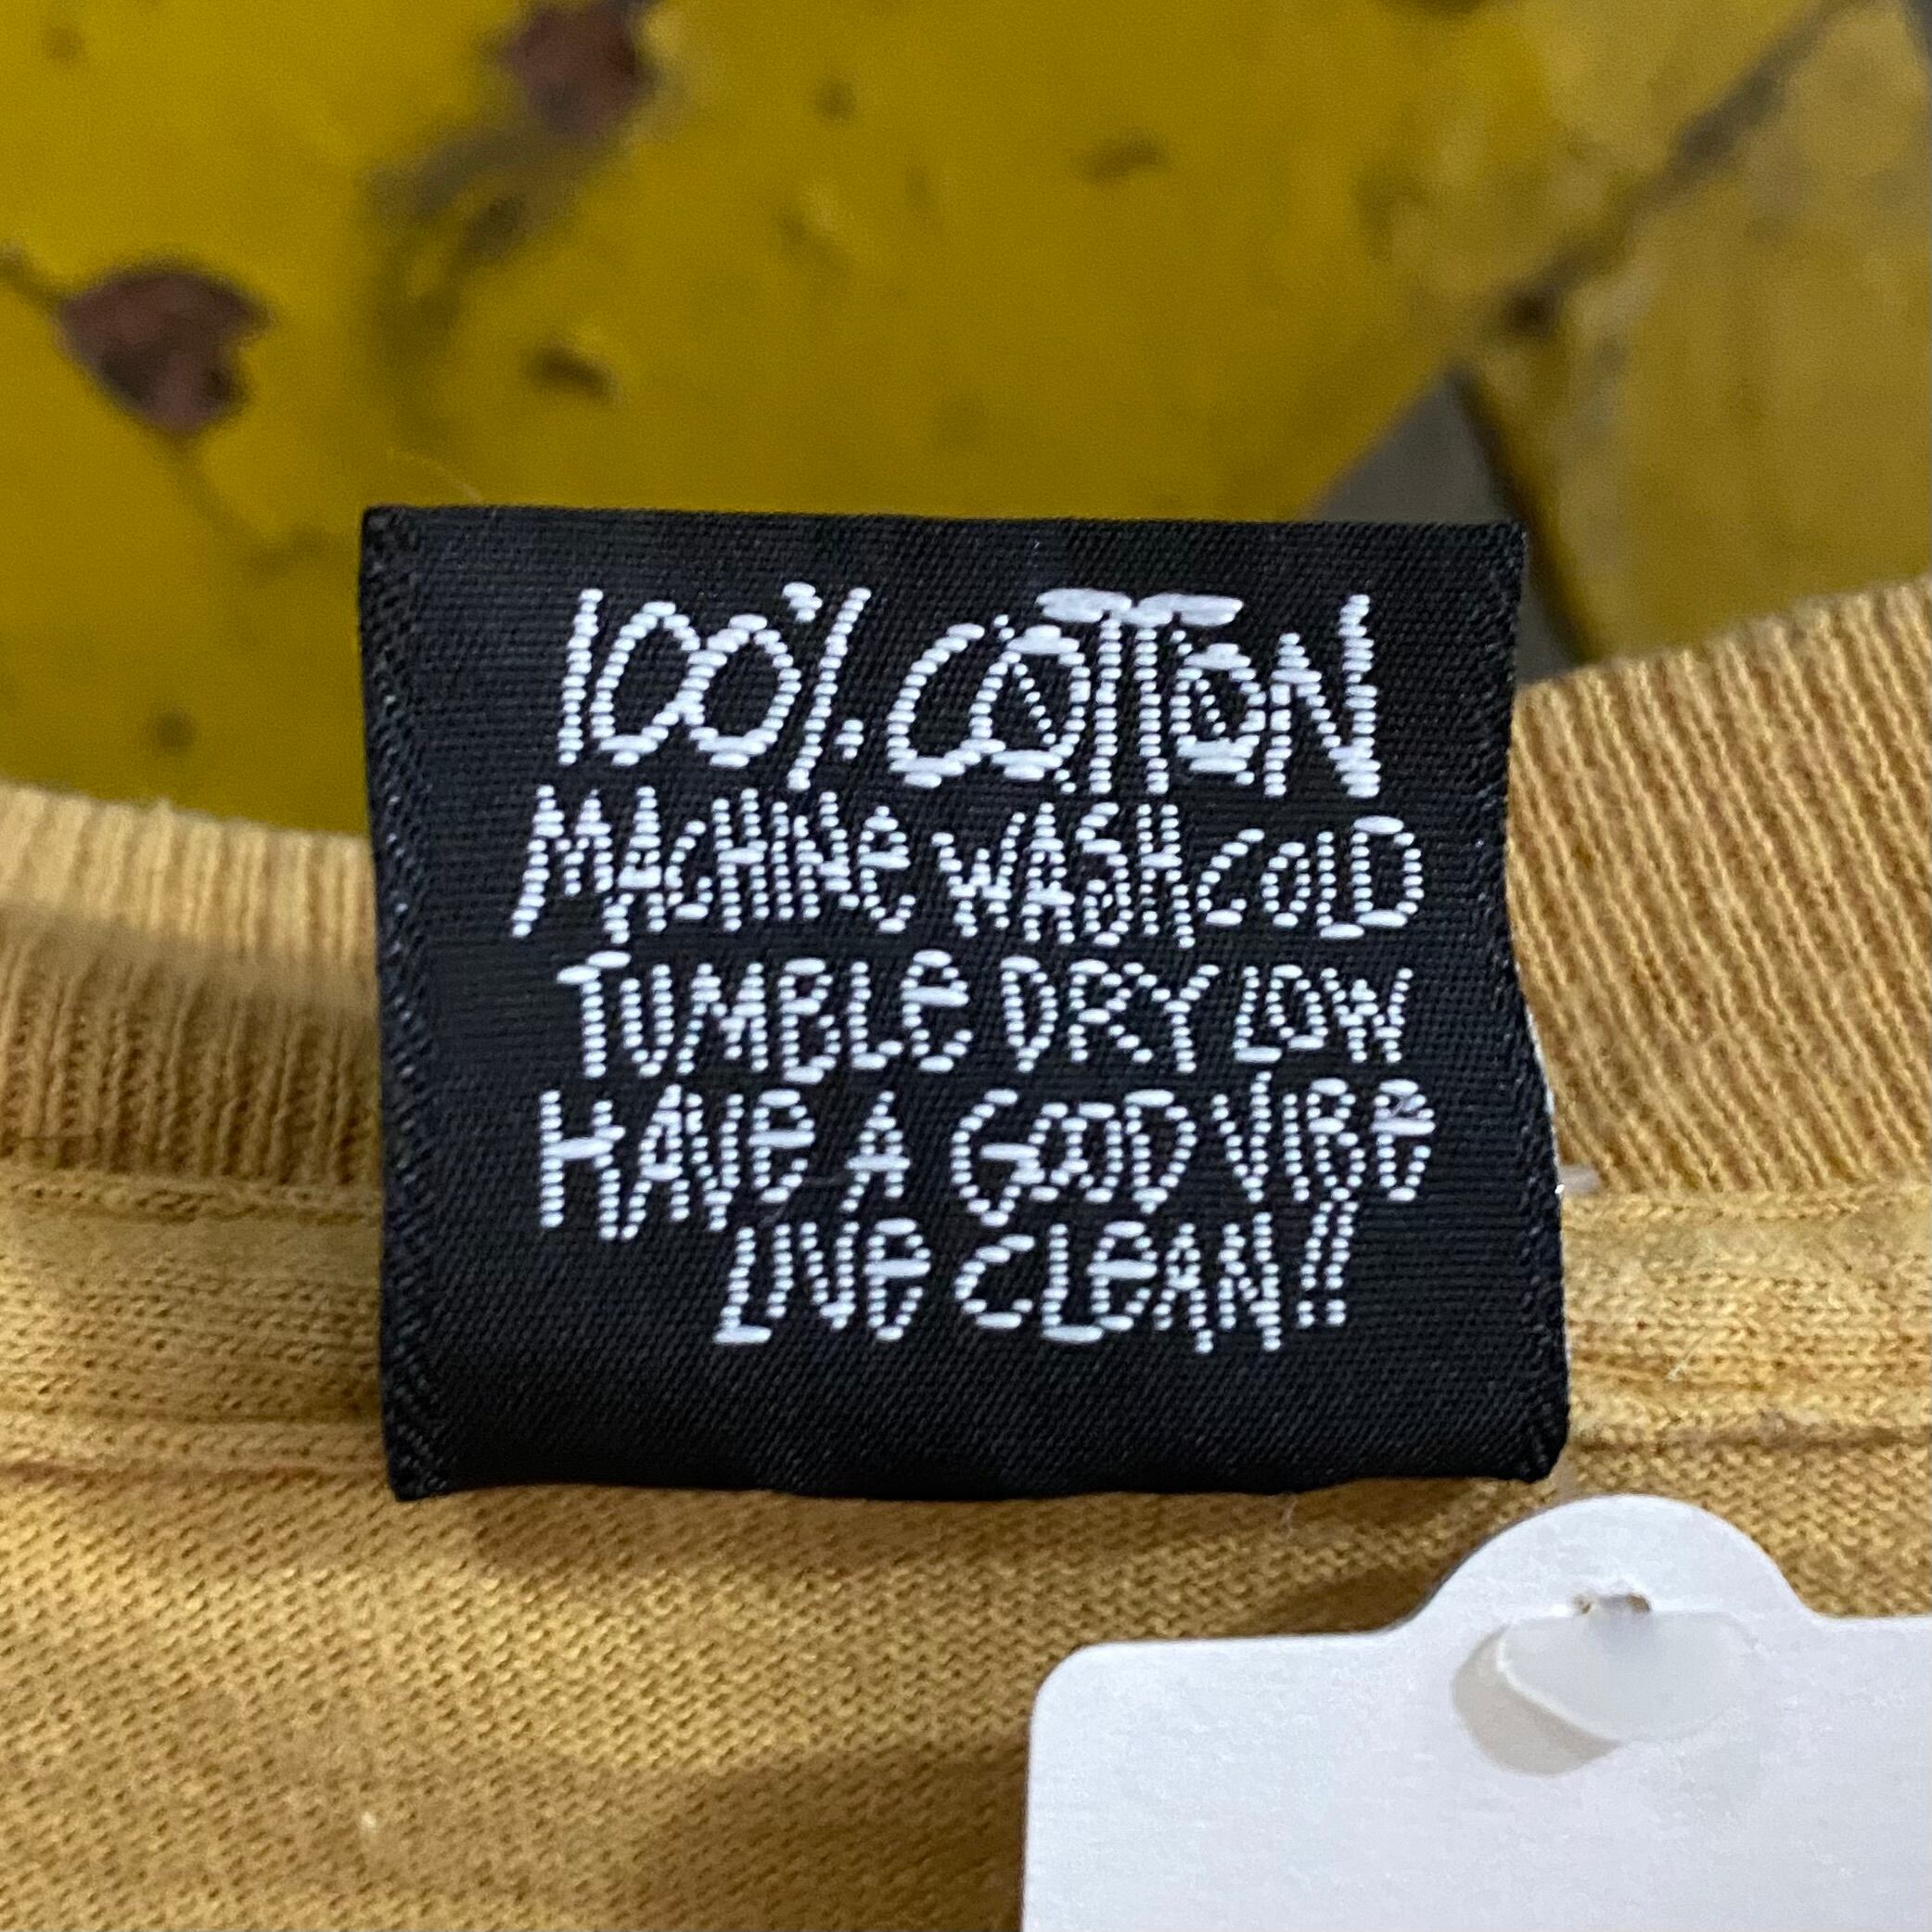 100% COTTON
MACHINE WASH COLD
TUMBLE DRY LOW
HAVE A GOOD VIBE
LIVE CLEAN!!